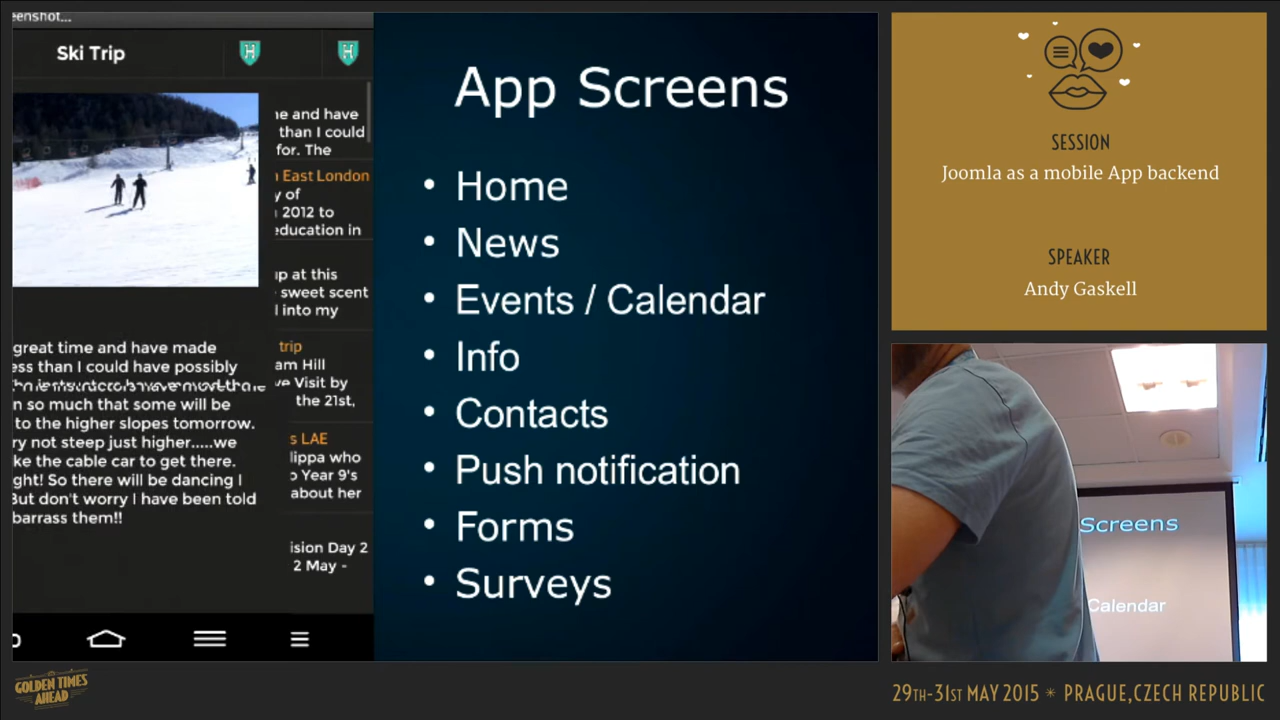 eenshot...
Ski Trip
great time and have made
ess than I could have possibly
n so much that some will be
to the higher slopes tomorrow.
ry not steep just higher.....we
ke the cable car to get there.
ght! So there will be dancing I
But don't worry I have been told
barrass them!!
ne and have
than I could
for. The
East London
y of
2012 to
education in
up at this
sweet scent
into my
trip
am Hill
ve Visit by
the 21st,
s LAE
lippa who
o Year 9's
about her
ision Day 2
2 May -
App Screens
• Home
• News
• Events / Calendar
• Info
• Contacts
• Push notification
• Forms
• Surveys
SESSION
Joomla as a mobile App backend
SPEAKER
Andy Gaskell
Screens
Calendar
GOLDEN TIMES
AHEAD
29TH-31ST MAY 2015 * PRAGUE,CZECH REPUBLIC